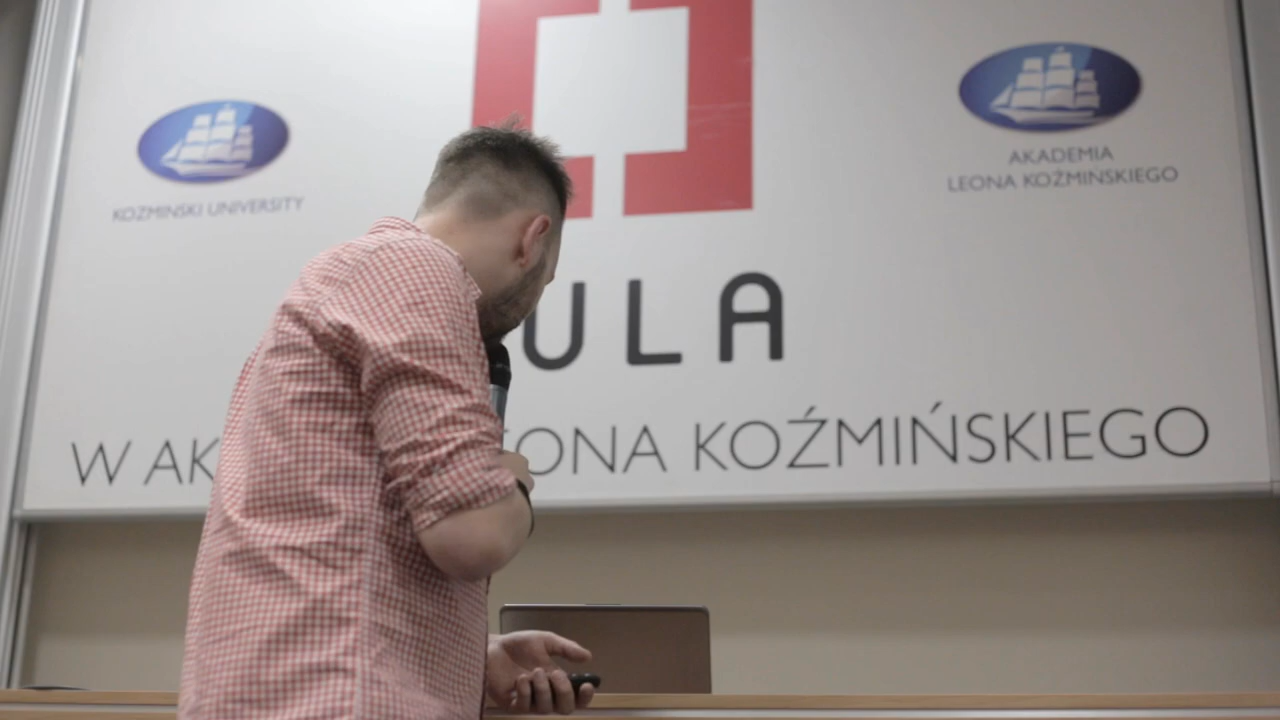 KOZMINSKI UNIVERSITY
AKADEMIA
LEONA KOŹMIŃSKIEGO
ULA
W AK ONA KOŹMIŃSKIEGO